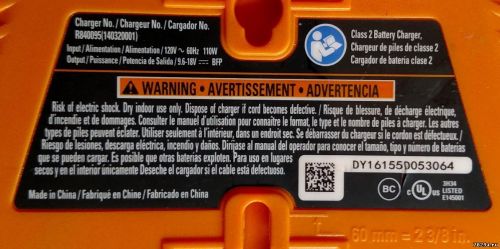 Charger No./ Chargeur No./ Cargador No.
R840095(140320001)
Input / Alimentation / Alimentación / 120V ~ 60Hz 110W
Output / Puissance / Potencia de Salida / 9.6-18V ⎓ BFP
Class 2 Battery Charger,
Chargeur de piles de classe 2
Cargador de batería clase 2
WARNING • AVERTISSEMENT • ADVERTENCIA
Risk of electric shock. Dry indoor use only. Dispose of charger if cord becomes defective. / Risque de blessure, de décharge électrique,
d'incendie et de dommages. Consulter le manuel d'utilisation pour connaître le format, le type et le nombre de piles à charger. Les autres
types de piles peuvent éclater. Utiliser seulement à l'intérieur, dans un endroit sec. Se débarrasser du chargeur si le cordon est défectueux. /
Riesgo de lesiones, descarga eléctrica, incendio y daños. Diríjase al manual del operador para conocer el tamaño, tipo y número de baterías
que se pueden cargar. Es posible que otras baterías exploten. Para uso en lugares
secos y en el interior únicamente Deseche el cargador si el cable está defectuoso.
DY16155D053064
Made in China / Fabriqué en Chine / Fabricado en China
BC
C UL US
3H34
LISTED
E145001
60 mm = 2 3/8 in.